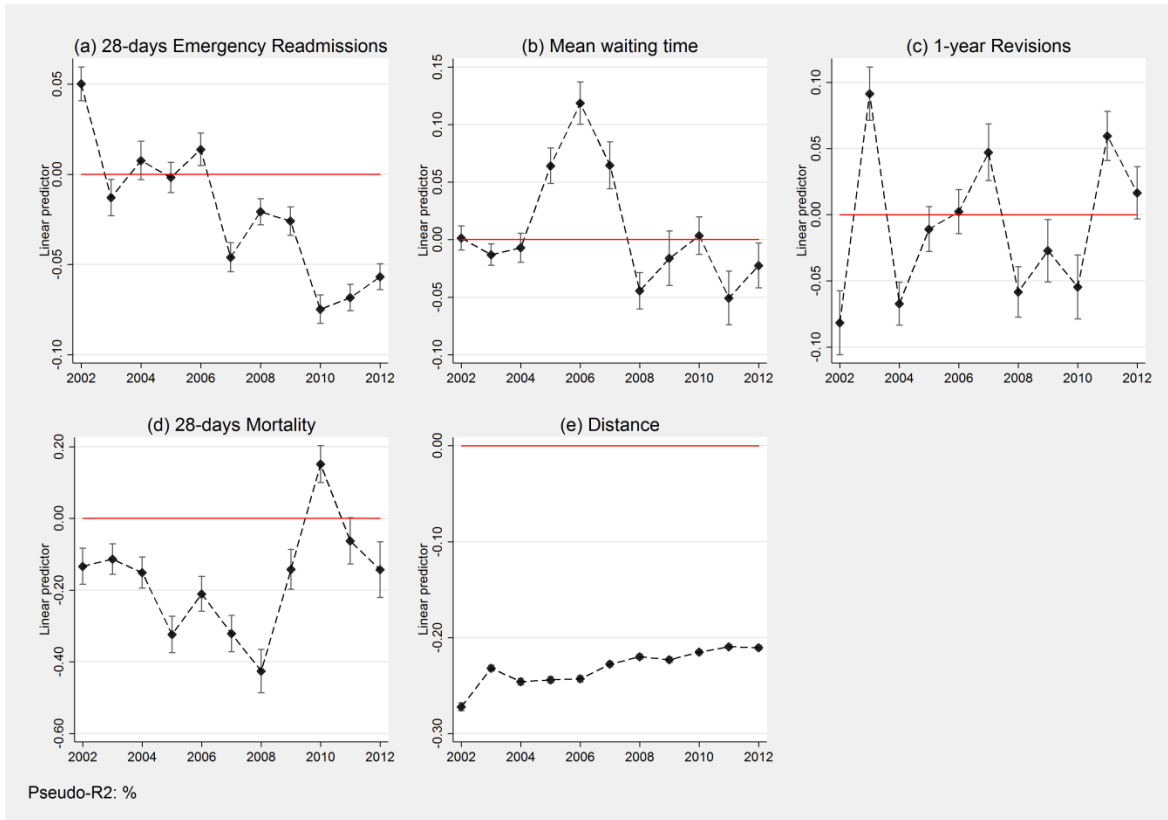 (a) 28-days Emergency Readmissions
Linear predictor
0.05
0.00
-0.05
-0.10
2002 2004 2006 2008 2010 2012
(b) Mean waiting time
Linear predictor
0.15
0.10
0.05
0.00
-0.05
-0.10
2002 2004 2006 2008 2010 2012
(c) 1-year Revisions
Linear predictor
0.10
0.05
0.00
-0.05
-0.10
2002 2004 2006 2008 2010 2012
(d) 28-days Mortality
Linear predictor
0.20
0.00
-0.20
-0.40
-0.60
2002 2004 2006 2008 2010 2012
(e) Distance
Linear predictor
0.00
-0.10
-0.20
-0.30
2002 2004 2006 2008 2010 2012
Pseudo-R2: %